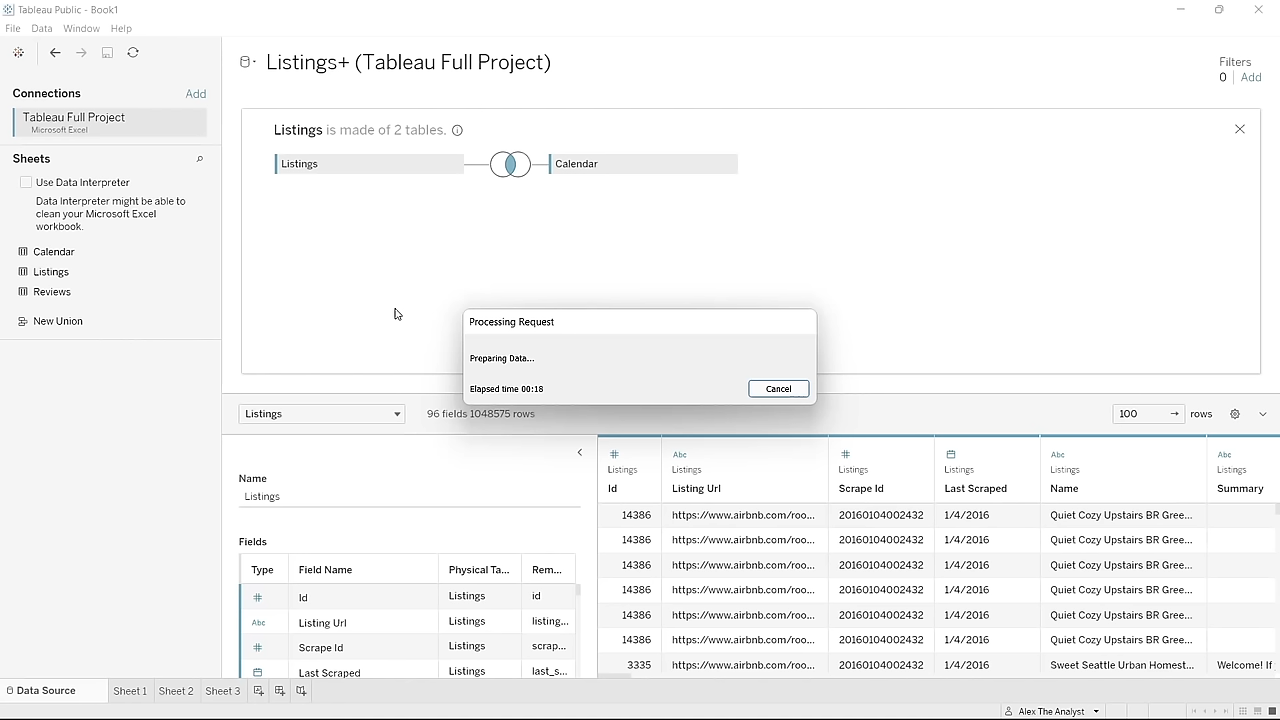 Tableau Public - Book1
File Data Window Help
Connections Add
Tableau Full Project
Microsoft Excel
Sheets
Use Data Interpreter
Data Interpreter might be able to
clean your Microsoft Excel
workbook.
Calendar
Listings
Reviews
New Union
Listings+ (Tableau Full Project)
Filters
0 | Add
Listings is made of 2 tables.
Listings Calendar
Processing Request
Preparing Data...
Elapsed time 00:18 Cancel
Listings 96 fields 1048575 rows 100 → rows
Name
Listings
Fields
Type Field Name Physical Ta... Rem...
# Id Listings id
Abc Listing Url Listings listing...
# Scrape Id Listings scrap...
Last Scraped Listings last_s...
# Abc # Abc Abc
Listings Listings Listings Listings Listings Listings
Id Listing Url Scrape Id Last Scraped Name Summary
14386 https://www.airbnb.com/roo... 20160104002432 1/4/2016 Quiet Cozy Upstairs BR Gree...
14386 https://www.airbnb.com/roo... 20160104002432 1/4/2016 Quiet Cozy Upstairs BR Gree...
14386 https://www.airbnb.com/roo... 20160104002432 1/4/2016 Quiet Cozy Upstairs BR Gree...
14386 https://www.airbnb.com/roo... 20160104002432 1/4/2016 Quiet Cozy Upstairs BR Gree...
14386 https://www.airbnb.com/roo... 20160104002432 1/4/2016 Quiet Cozy Upstairs BR Gree...
14386 https://www.airbnb.com/roo... 20160104002432 1/4/2016 Quiet Cozy Upstairs BR Gree...
3335 https://www.airbnb.com/roo... 20160104002432 1/4/2016 Sweet Seattle Urban Homest... Welcome! If
Data Source Sheet 1 Sheet 2 Sheet 3
Alex The Analyst